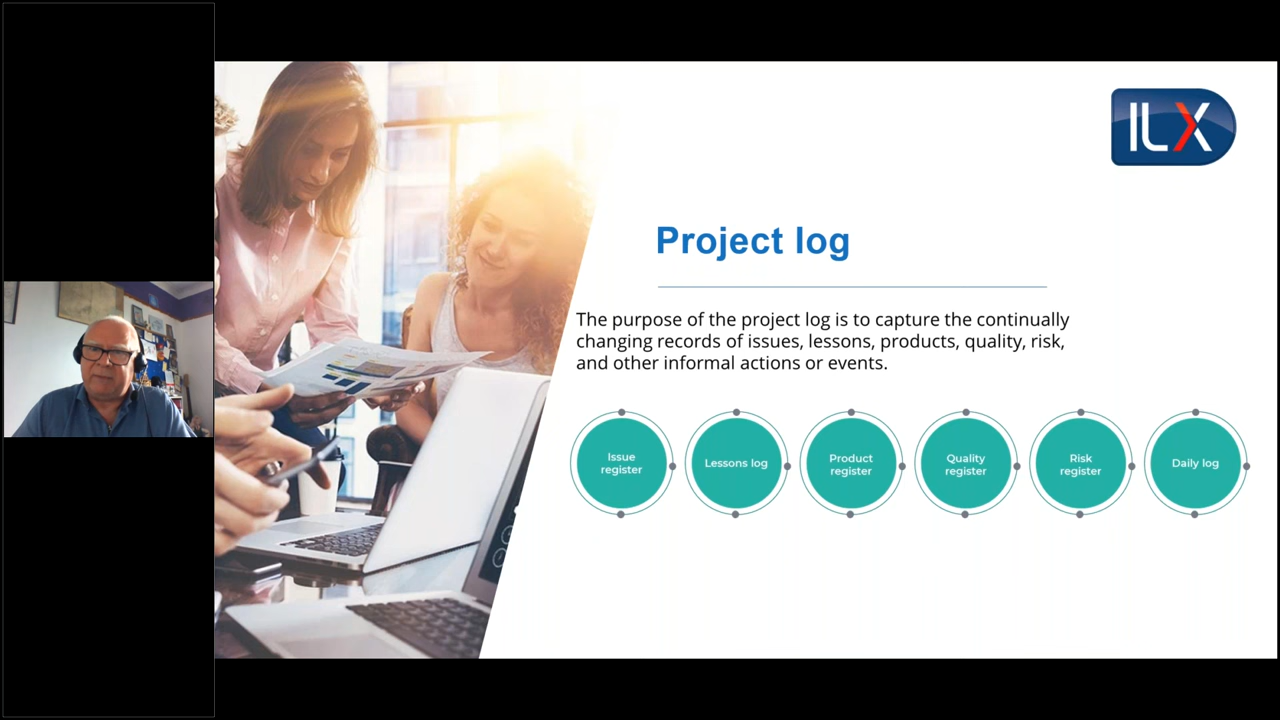 ILX
Project log
The purpose of the project log is to capture the continually
changing records of issues, lessons, products, quality, risk,
and other informal actions or events.
Issue
register
Lessons log
Product
register
Quality
register
Risk
register
Daily log